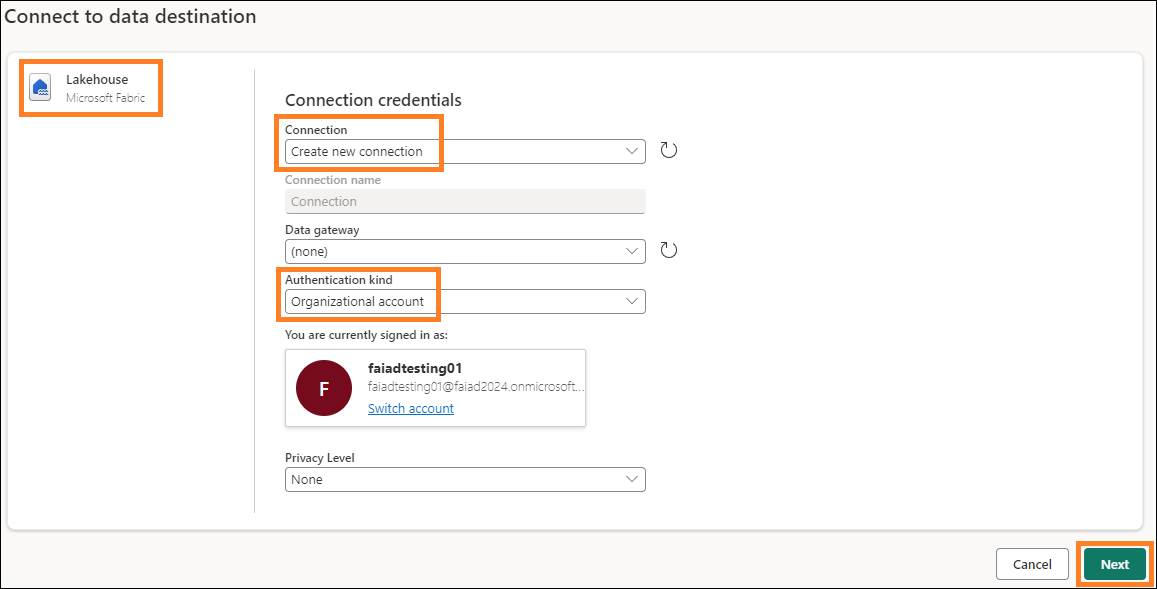 Connect to data destination
Lakehouse
Microsoft Fabric
Connection credentials
Connection
Create new connection
Connection name
Connection
Data gateway
(none)
Authentication kind
Organizational account
You are currently signed in as:
F
faiadtesting01
faiadtesting01@faiad2024.onmicrosoft...
Switch account
Privacy Level
None
Cancel
Next